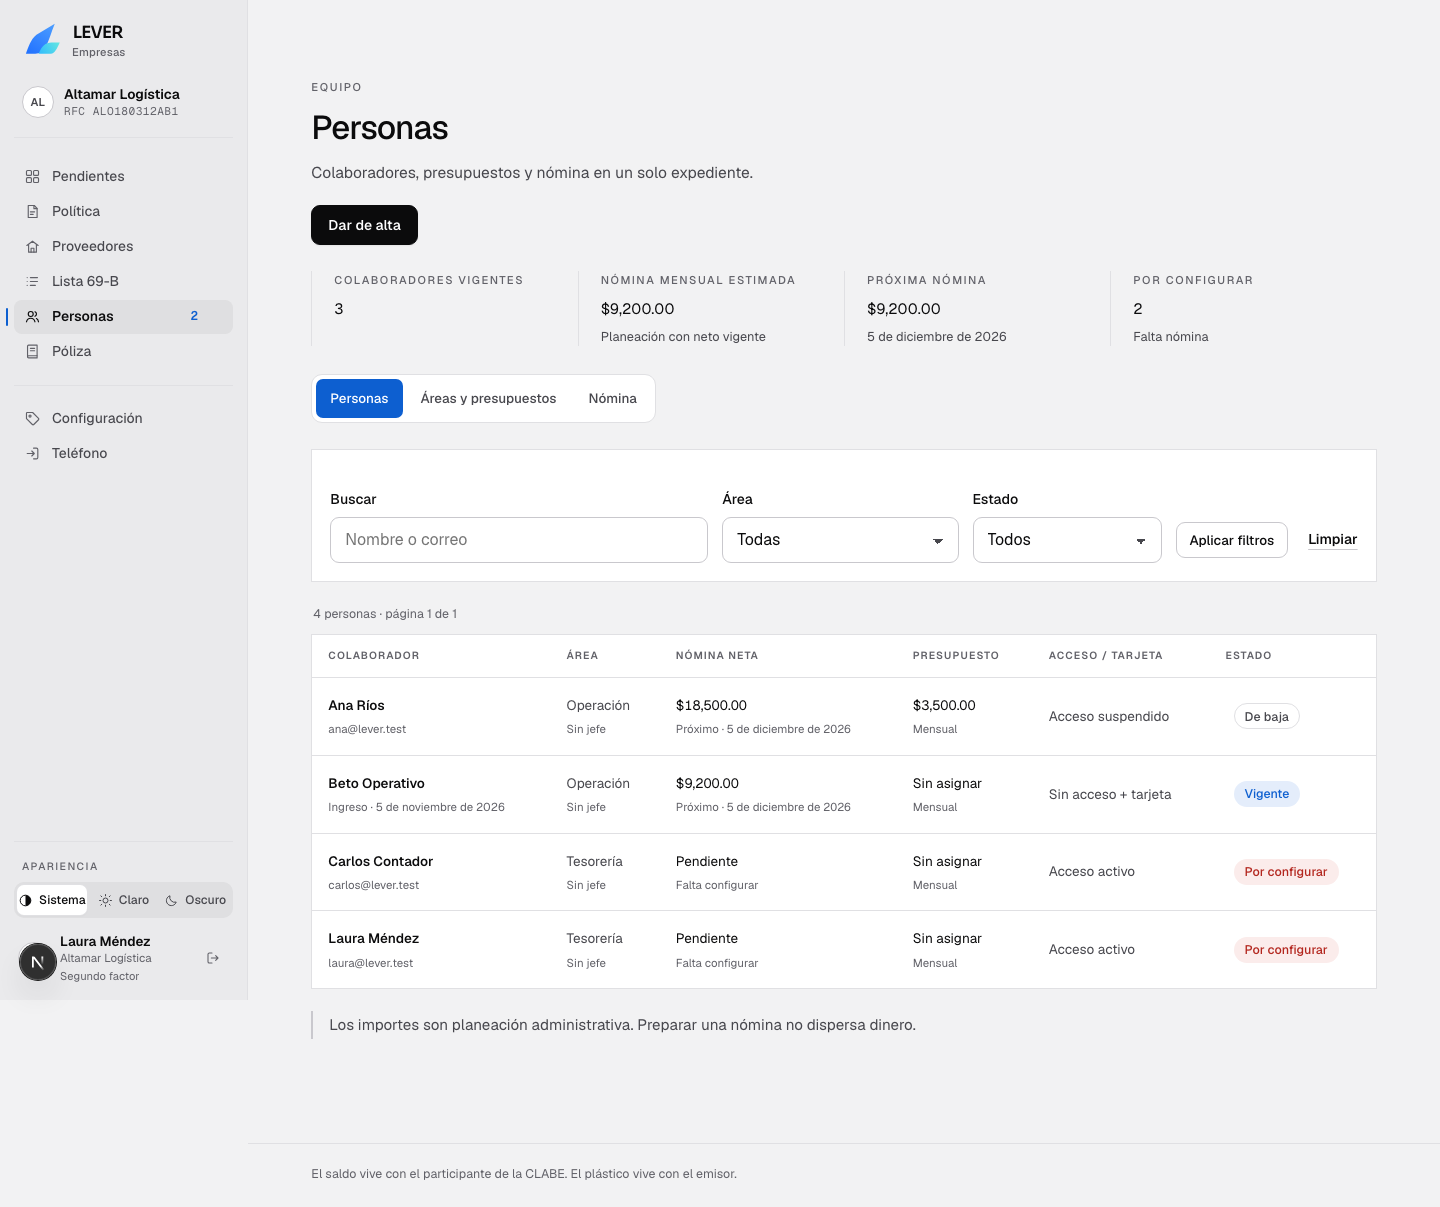 LEVER
Empresas
AL
Altamar Logística
RFC ALO180312AB1
Pendientes
Política
Proveedores
Lista 69-B
Personas 2
Póliza
Configuración
Teléfono
APARIENCIA
Sistema Claro Oscuro
N
Laura Méndez
Altamar Logística
Segundo factor
EQUIPO
Personas
Colaboradores, presupuestos y nómina en un solo expediente.
Dar de alta
COLABORADORES VIGENTES NÓMINA MENSUAL ESTIMADA PRÓXIMA NÓMINA POR CONFIGURAR
3 $9,200.00 $9,200.00 2
Planeación con neto vigente 5 de diciembre de 2026 Falta nómina
Personas Áreas y presupuestos Nómina
Buscar Área Estado
Nombre o correo Todas Todos Aplicar filtros Limpiar
4 personas · página 1 de 1
COLABORADOR ÁREA NÓMINA NETA PRESUPUESTO ACCESO / TARJETA ESTADO
Ana Ríos Operación $18,500.00 $3,500.00 Acceso suspendido De baja
ana@lever.test Sin jefe Próximo · 5 de diciembre de 2026 Mensual
Beto Operativo Operación $9,200.00 Sin asignar Sin acceso + tarjeta Vigente
Ingreso · 5 de noviembre de 2026 Sin jefe Próximo · 5 de diciembre de 2026 Mensual
Carlos Contador Tesorería Pendiente Sin asignar Acceso activo Por configurar
carlos@lever.test Sin jefe Falta configurar Mensual
Laura Méndez Tesorería Pendiente Sin asignar Acceso activo Por configurar
laura@lever.test Sin jefe Falta configurar Mensual
Los importes son planeación administrativa. Preparar una nómina no dispersa dinero.
El saldo vive con el participante de la CLABE. El plástico vive con el emisor.